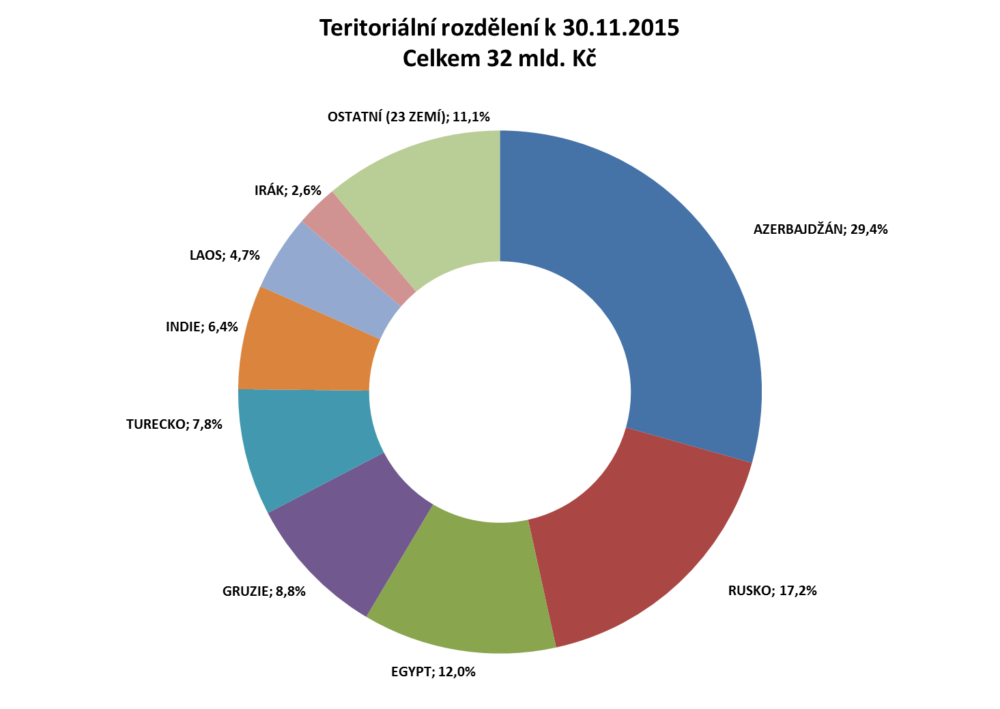 Teritoriální rozdělení k 30.11.2015
Celkem 32 mld. Kč
OSTATNÍ (23 ZEMÍ); 11,1%
IRÁK; 2,6%
AZERBAJDŽÁN; 29,4%
LAOS; 4,7%
INDIE; 6,4%
TURECKO; 7,8%
GRUZIE; 8,8%
RUSKO; 17,2%
EGYPT; 12,0%